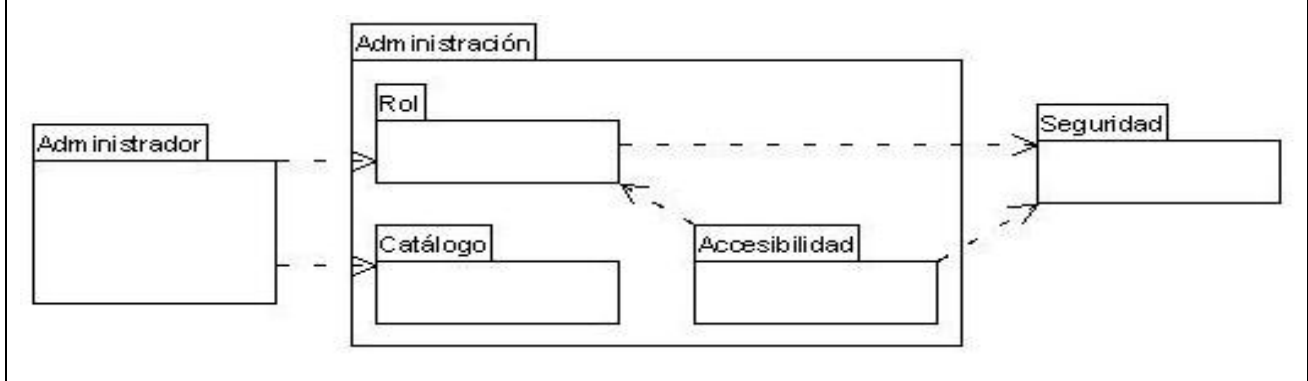 Administración
Rol
Administrador
Seguridad
Catálogo
Accesibilidad